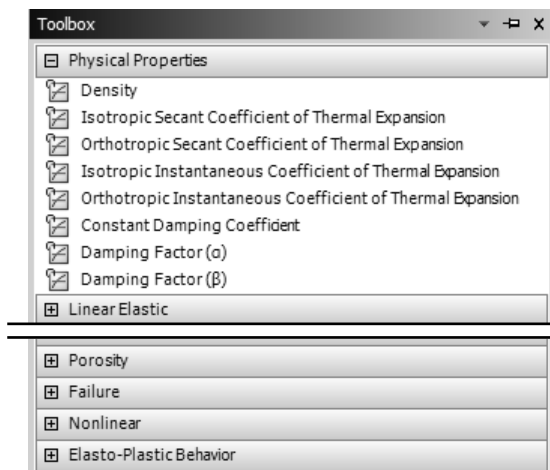 Toolbox
Physical Properties
Density
Isotropic Secant Coefficient of Thermal Expansion
Orthotropic Secant Coefficient of Thermal Expansion
Isotropic Instantaneous Coefficient of Thermal Expansion
Orthotropic Instantaneous Coefficient of Thermal Expansion
Constant Damping Coefficient
Damping Factor (α)
Damping Factor (β)
Linear Elastic
Porosity
Failure
Nonlinear
Elasto-Plastic Behavior